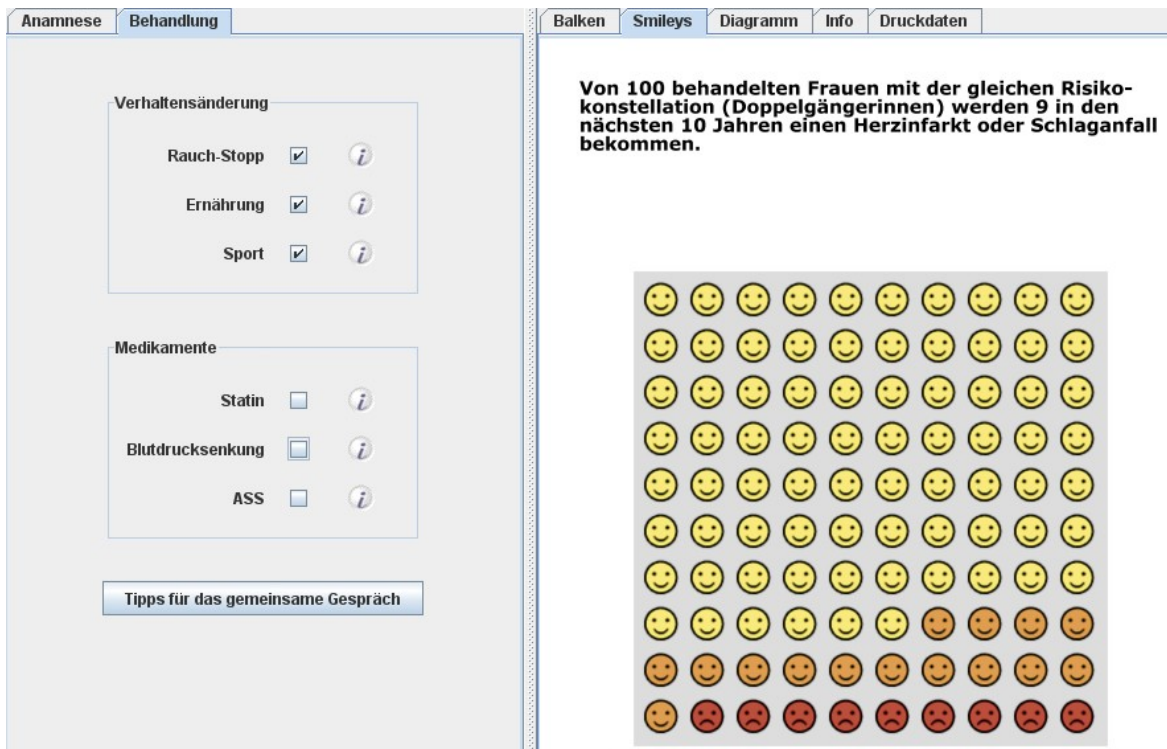 Anamnese
Behandlung
Verhaltensänderung
Rauch-Stopp
Ernährung
Sport
Medikamente
Statin
Blutdrucksenkung
ASS
Tipps für das gemeinsame Gespräch
Balken
Smileys
Diagramm
Info
Druckdaten
Von 100 behandelten Frauen mit der gleichen Risiko-
konstellation (Doppelgängerinnen) werden 9 in den
nächsten 10 Jahren einen Herzinfarkt oder Schlaganfall
bekommen.